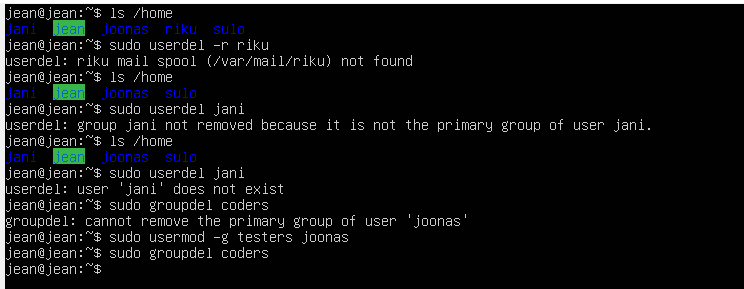 jean@jean:~$ ls /home
jani jean joonas riku sulo
jean@jean:~$ sudo userdel -r riku
userdel: riku mail spool (/var/mail/riku) not found
jean@jean:~$ ls /home
jani jean joonas sulo
jean@jean:~$ sudo userdel jani
userdel: group jani not removed because it is not the primary group of user jani.
jean@jean:~$ ls /home
jani jean joonas sulo
jean@jean:~$ sudo userdel jani
userdel: user 'jani' does not exist
jean@jean:~$ sudo groupdel coders
groupdel: cannot remove the primary group of user 'joonas'
jean@jean:~$ sudo usermod -g testers joonas
jean@jean:~$ sudo groupdel coders
jean@jean:~$